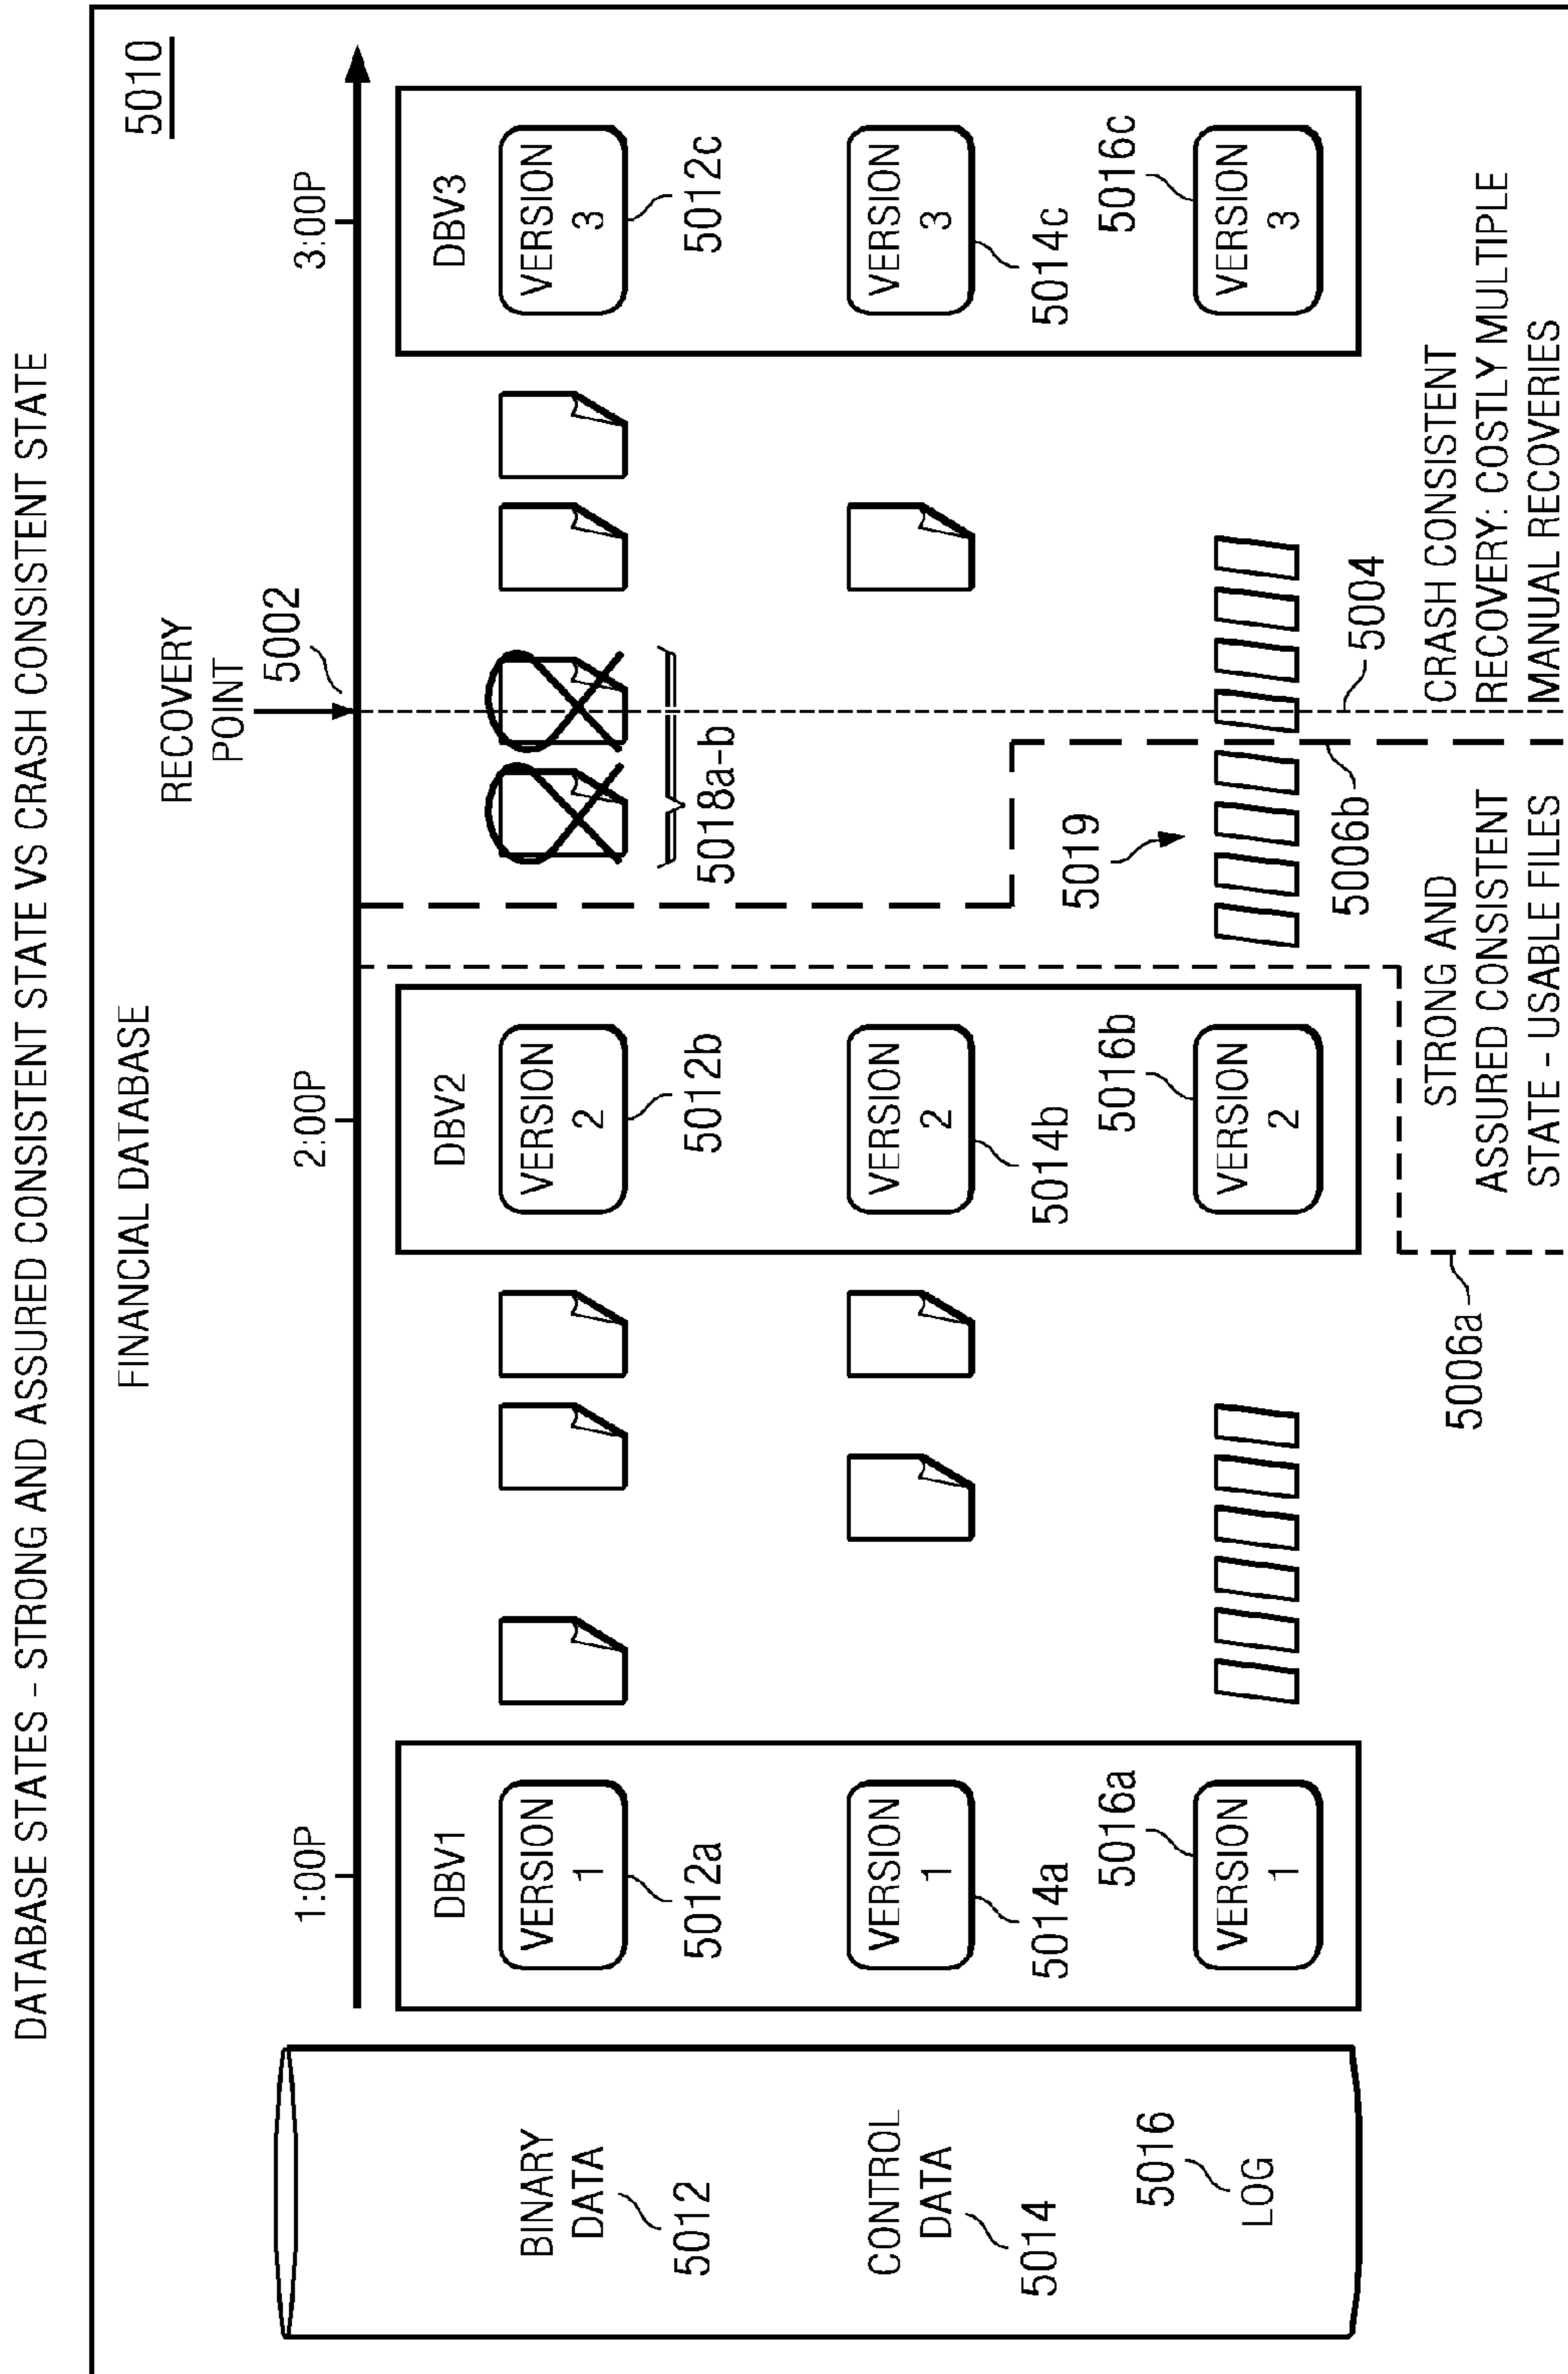 DATABASE STATES - STRONG AND ASSURED CONSISTENT STATE VS CRASH CONSISTENT STATE
5010
FINANCIAL DATABASE
RECOVERY
POINT
5002
1:00P
2:00P
3:00P
BINARY
DATA
5012
CONTROL
DATA
5014
5016
LOG
DBV1
VERSION
1
5012a
VERSION
1
5014a
5016a
VERSION
1
DBV2
VERSION
2
5012b
VERSION
2
5014b
5016b
VERSION
2
5018a-b
5019
DBV3
VERSION
3
5012c
VERSION
3
5014c
5016c
VERSION
3
5006a
5006b
5004
STRONG AND
ASSURED CONSISTENT
STATE - USABLE FILES
CRASH CONSISTENT
RECOVERY: COSTLY MULTIPLE
MANUAL RECOVERIES